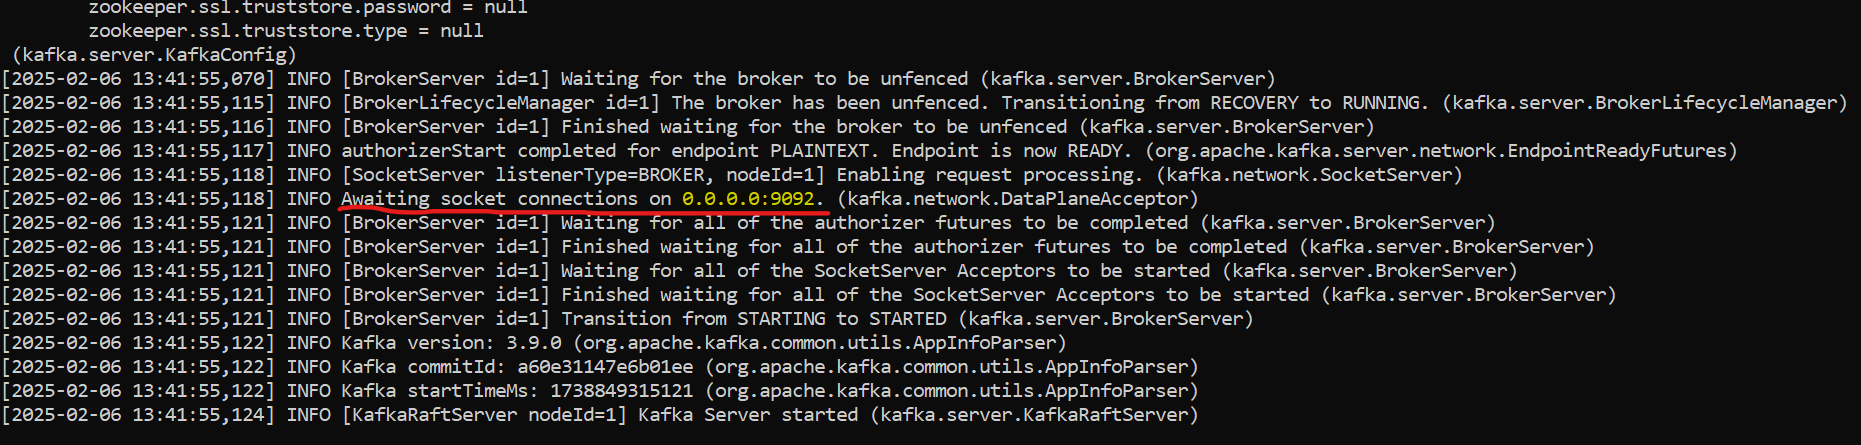 zookeeper.ssl.truststore.password = null
zookeeper.ssl.truststore.type = null
(kafka.server.KafkaConfig)
[2025-02-06 13:41:55,070] INFO [BrokerServer id=1] Waiting for the broker to be unfenced (kafka.server.BrokerServer)
[2025-02-06 13:41:55,115] INFO [BrokerLifecycleManager id=1] The broker has been unfenced. Transitioning from RECOVERY to RUNNING. (kafka.server.BrokerLifecycleManager)
[2025-02-06 13:41:55,116] INFO [BrokerServer id=1] Finished waiting for the broker to be unfenced (kafka.server.BrokerServer)
[2025-02-06 13:41:55,117] INFO authorizerStart completed for endpoint PLAINTEXT. Endpoint is now READY. (org.apache.kafka.server.network.EndpointReadyFutures)
[2025-02-06 13:41:55,118] INFO [SocketServer listenerType=BROKER, nodeId=1] Enabling request processing. (kafka.network.SocketServer)
[2025-02-06 13:41:55,118] INFO Awaiting socket connections on 0.0.0.0:9092. (kafka.network.DataPlaneAcceptor)
[2025-02-06 13:41:55,121] INFO [BrokerServer id=1] Waiting for all of the authorizer futures to be completed (kafka.server.BrokerServer)
[2025-02-06 13:41:55,121] INFO [BrokerServer id=1] Finished waiting for all of the authorizer futures to be completed (kafka.server.BrokerServer)
[2025-02-06 13:41:55,121] INFO [BrokerServer id=1] Waiting for all of the SocketServer Acceptors to be started (kafka.server.BrokerServer)
[2025-02-06 13:41:55,121] INFO [BrokerServer id=1] Finished waiting for all of the SocketServer Acceptors to be started (kafka.server.BrokerServer)
[2025-02-06 13:41:55,121] INFO [BrokerServer id=1] Transition from STARTING to STARTED (kafka.server.BrokerServer)
[2025-02-06 13:41:55,122] INFO Kafka version: 3.9.0 (org.apache.kafka.common.utils.AppInfoParser)
[2025-02-06 13:41:55,122] INFO Kafka commitId: a60e31147e6b01ee (org.apache.kafka.common.utils.AppInfoParser)
[2025-02-06 13:41:55,122] INFO Kafka startTimeMs: 1738849315121 (org.apache.kafka.common.utils.AppInfoParser)
[2025-02-06 13:41:55,124] INFO [KafkaRaftServer nodeId=1] Kafka Server started (kafka.server.KafkaRaftServer)